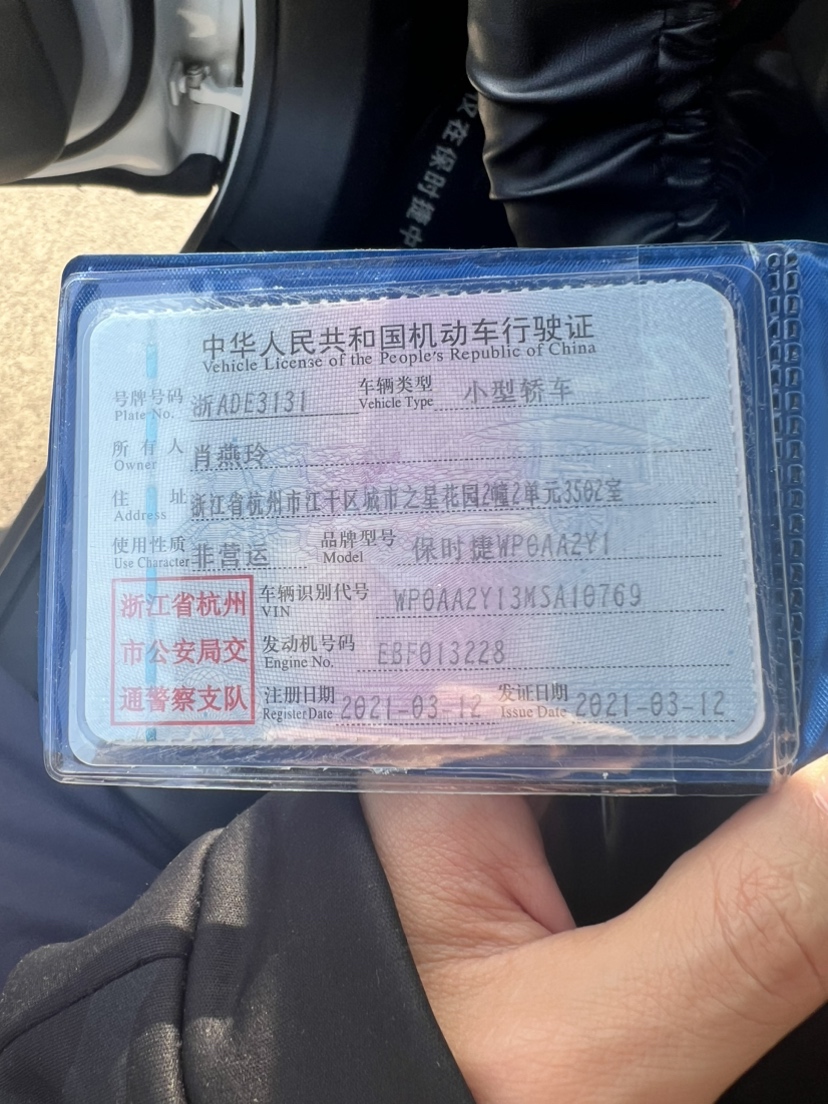 仅在保时捷中
中华人民共和国机动车行驶证
Vehicle License of the People's Republic of China
号牌号码 浙ADE3131 车辆类型 小型轿车
Plate No. Vehicle Type
所有人 肖燕玲
Owner
住址 浙江省杭州市江干区城市之星花园2幢2单元3502室
Address
使用性质 非营运 品牌型号 保时捷WP0AA2Y1
Use Character Model
浙江省杭州
市公安局交
通警察支队
车辆识别代号 WP0AA2Y13MSA10769
VIN
发动机号码 EBF013228
Engine No.
注册日期 2021-03-12 发证日期 2021-03-12
Register Date Issue Date